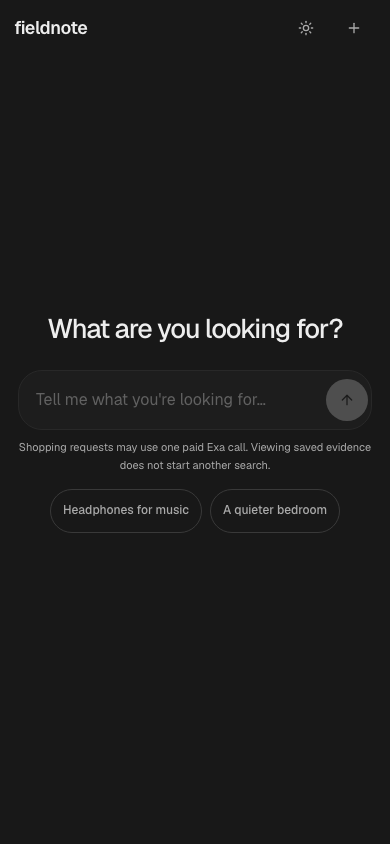 fieldnote
What are you looking for?
Tell me what you're looking for...
Shopping requests may use one paid Exa call. Viewing saved evidence
does not start another search.
Headphones for music
A quieter bedroom